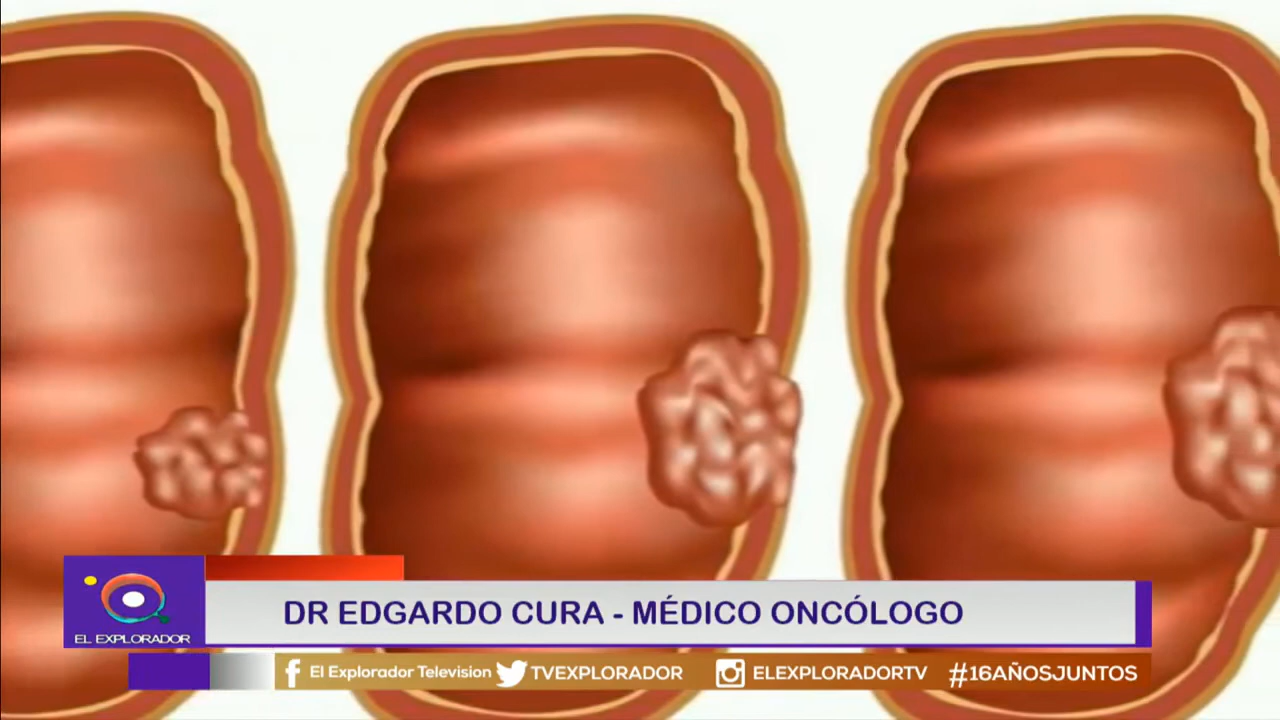 DR EDGARDO CURA - MÉDICO ONCÓLOGO
EL EXPLORADOR
El Explorador Television TVEXPLORADOR ELEXPLORADORTV #16AÑOSJUNTOS